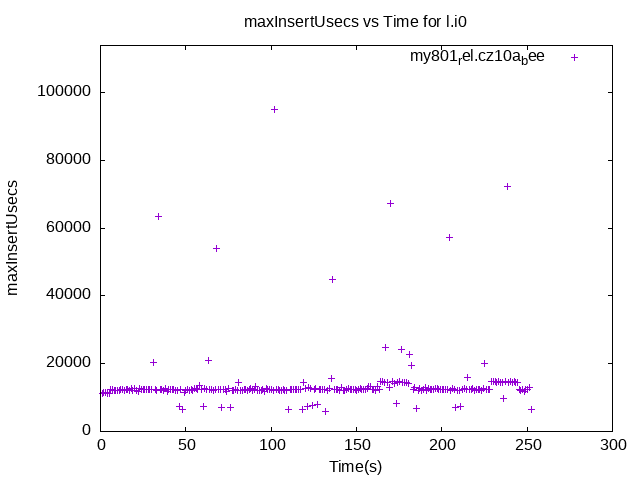 maxInsertUsecs vs Time for l.i0
my801rel.cz10abee
100000
80000
60000
40000
20000
0
maxInsertUsecs
0 50 100 150 200 250 300
Time(s)